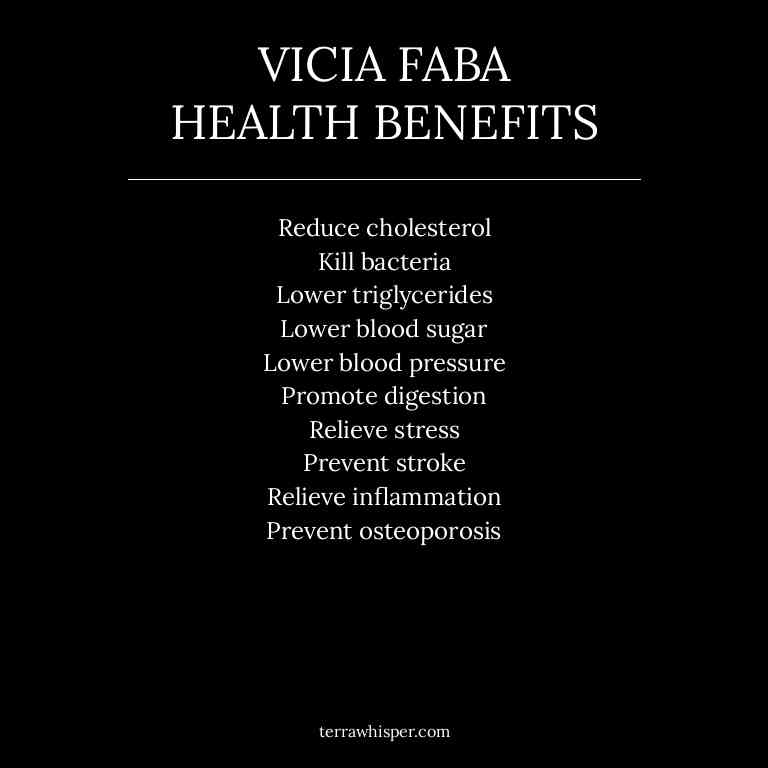 VICIA FABA
HEALTH BENEFITS
Reduce cholesterol
Kill bacteria
Lower triglycerides
Lower blood sugar
Lower blood pressure
Promote digestion
Relieve stress
Prevent stroke
Relieve inflammation
Prevent osteoporosis
terrawhisper.com